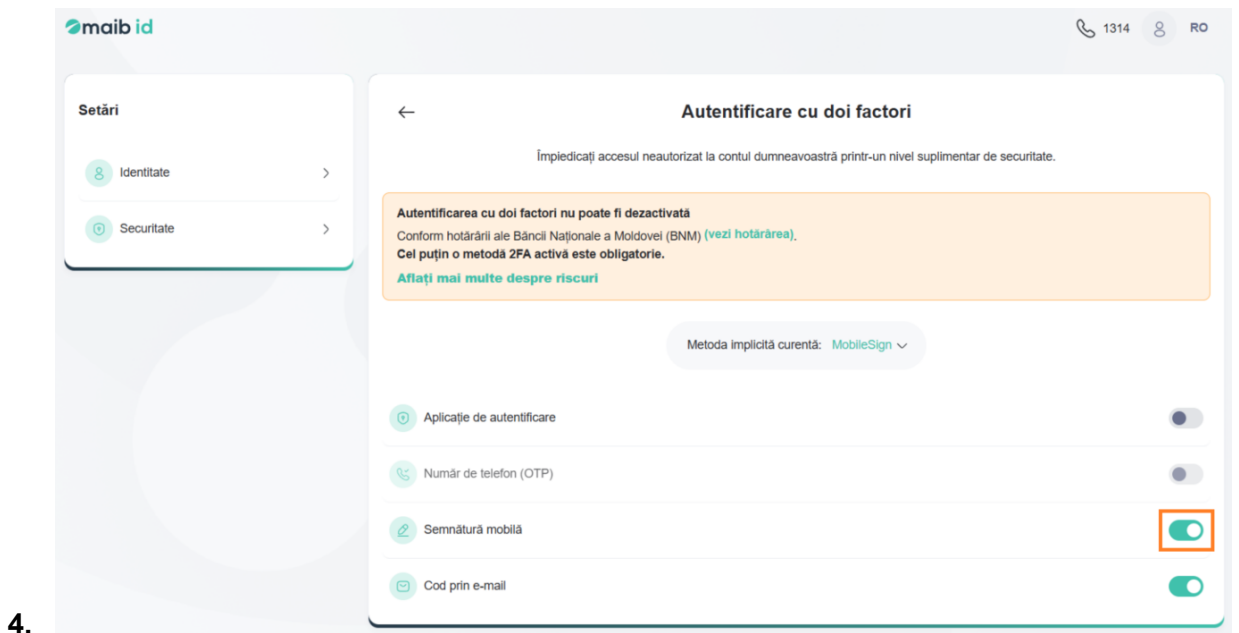 maib id
1314
RO
Setări
Identitate
Securitate
Autentificare cu doi factori
Împiedicați accesul neautorizat la contul dumneavoastră printr-un nivel suplimentar de securitate.
Autentificarea cu doi factori nu poate fi dezactivată
Conform hotărârii ale Băncii Naționale a Moldovei (BNM) (vezi hotărârea).
Cel puțin o metodă 2FA activă este obligatorie.
Aflați mai multe despre riscuri
Metoda implicită curentă: MobileSign
Aplicație de autentificare
Număr de telefon (OTP)
Semnătură mobilă
Cod prin e-mail
4.